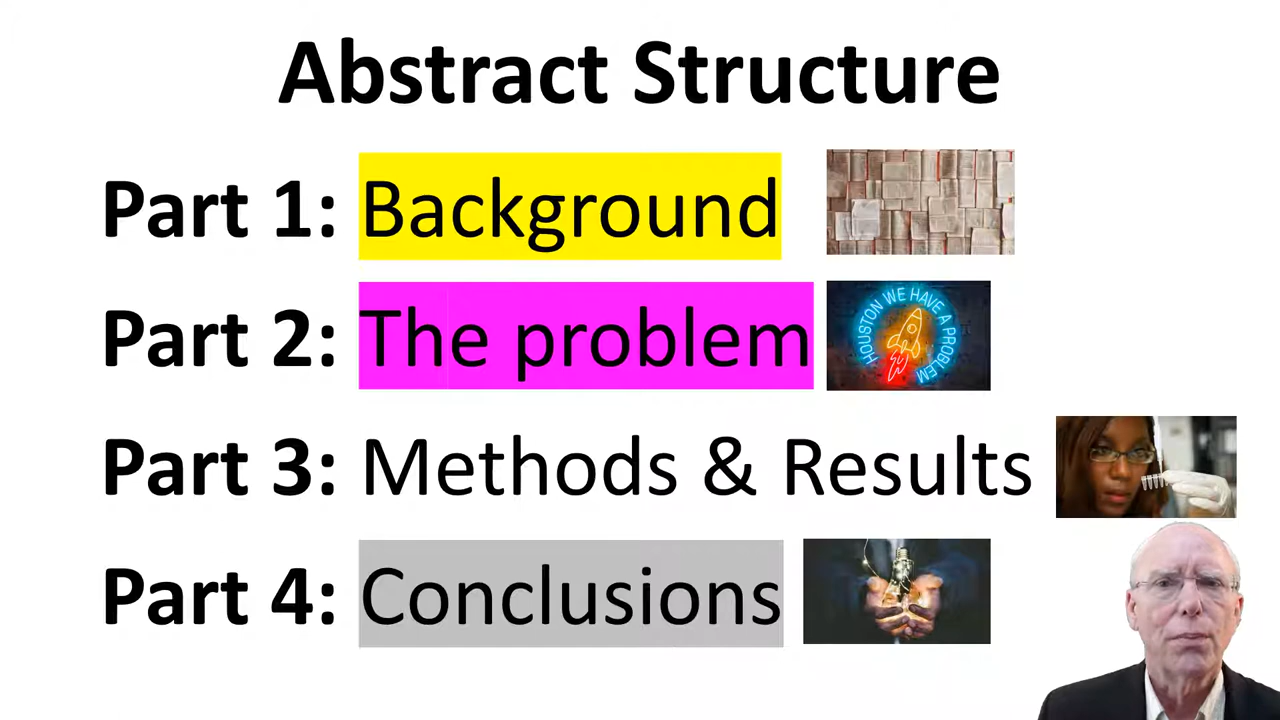 Abstract Structure
Part 1: Background
Part 2: The problem
HOUSTON WE HAVE A PROBLEM
Part 3: Methods & Results
Part 4: Conclusions